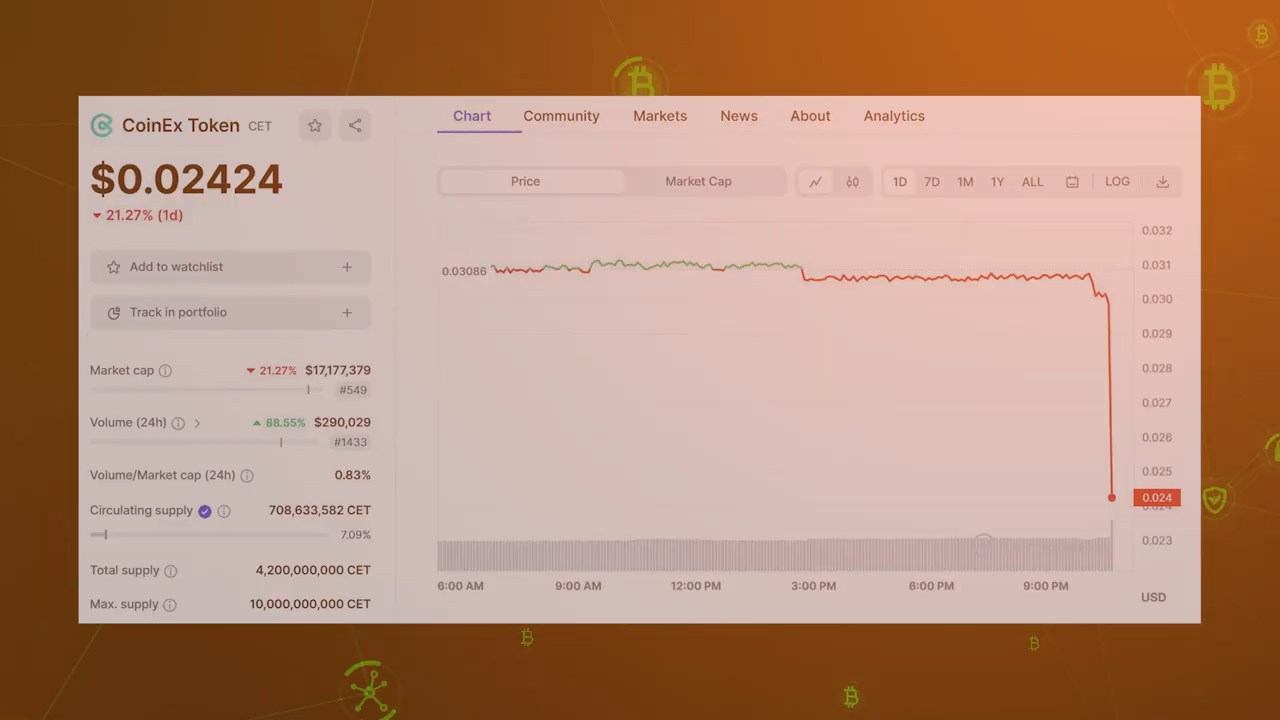 CoinEx Token CET
$0.02424
21.27% (1d)
Add to watchlist +
Track in portfolio +
Market cap 21.27% $17,177,379
#549
Volume (24h) 88.55% $290,029
#1433
Volume/Market cap (24h) 0.83%
Circulating supply 708,633,582 CET
7.09%
Total supply 4,200,000,000 CET
Max. supply 10,000,000,000 CET
Chart Community Markets News About Analytics
Price Market Cap 1D 7D 1M 1Y ALL LOG
0.03086
0.032
0.031
0.030
0.029
0.028
0.027
0.026
0.025
0.024
0.024
0.023
6:00 AM 9:00 AM 12:00 PM 3:00 PM 6:00 PM 9:00 PM
USD